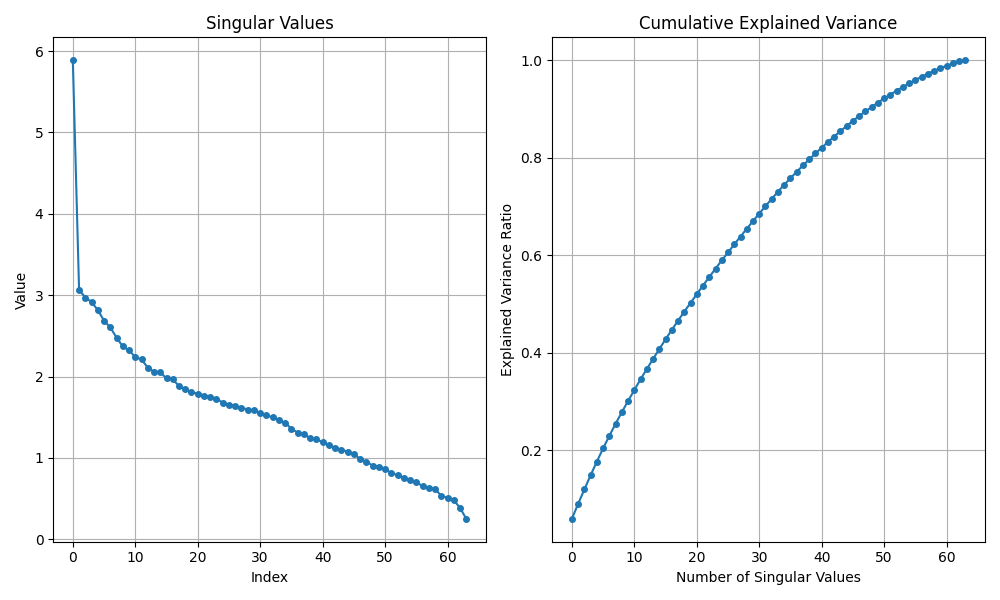 Singular Values
Value
6
5
4
3
2
1
0
0 10 20 30 40 50 60
Index
Cumulative Explained Variance
Explained Variance Ratio
1.0
0.8
0.6
0.4
0.2
0 10 20 30 40 50 60
Number of Singular Values